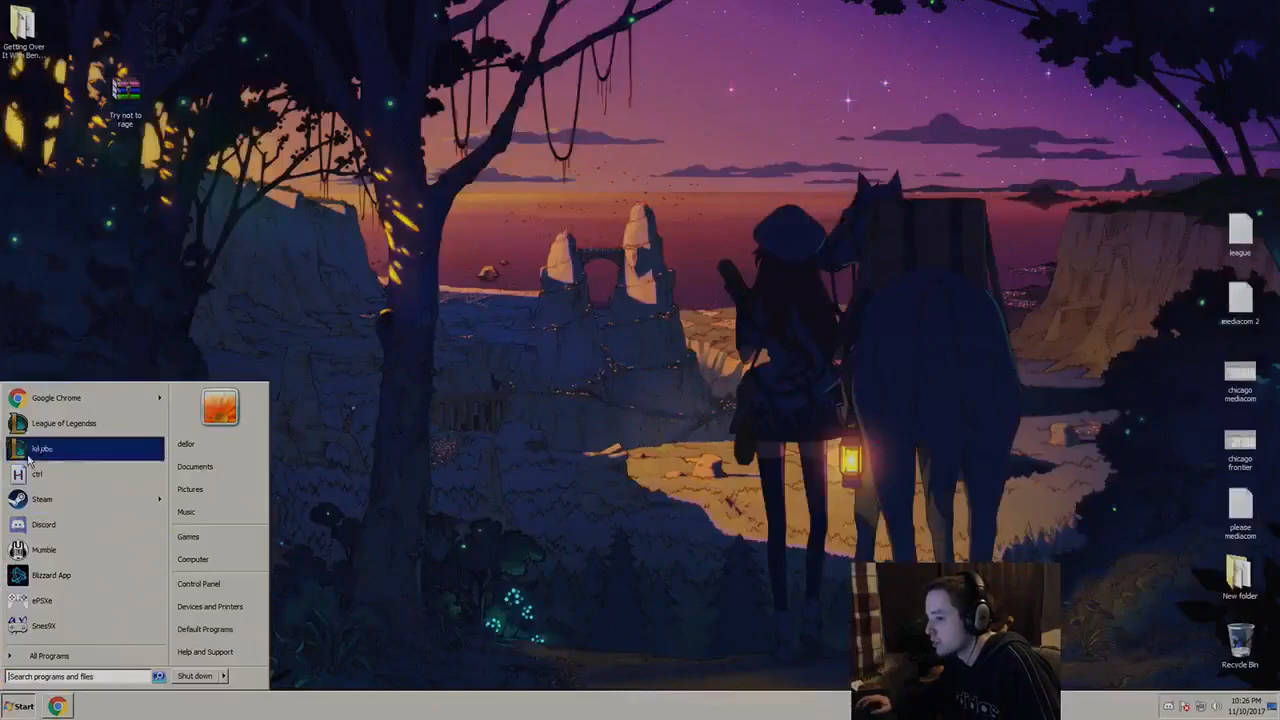 Getting Over
It With Ben...
Try not to
rage
league
mediacom 2
chicago
mediacom
chicago
frontier
please
mediacom
New folder
Recycle Bin
Google Chrome
League of Legendss
ctrl
Steam
Discord
Mumble
Blizzard App
ePSXe
Snes9X
All Programs
Search programs and files
dellor
Documents
Pictures
Music
Games
Computer
Control Panel
Devices and Printers
Default Programs
Help and Support
Shut down
Start
10:26 PM
11/10/2017